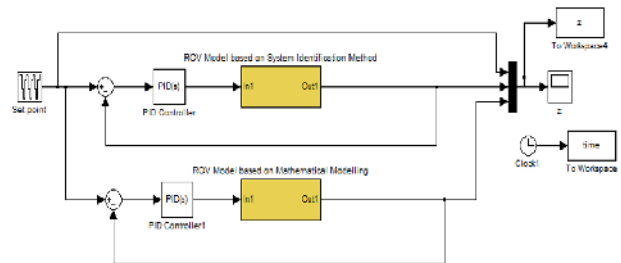 z
To Workspace4
ROV Model based on System Identification Method
Set point
PID(s)
PID Controller
In1
Out1
z
Clock1
time
To Workspace
ROV Model based on Mathematical Modelling
PID(s)
PID Controller1
In1
Out1